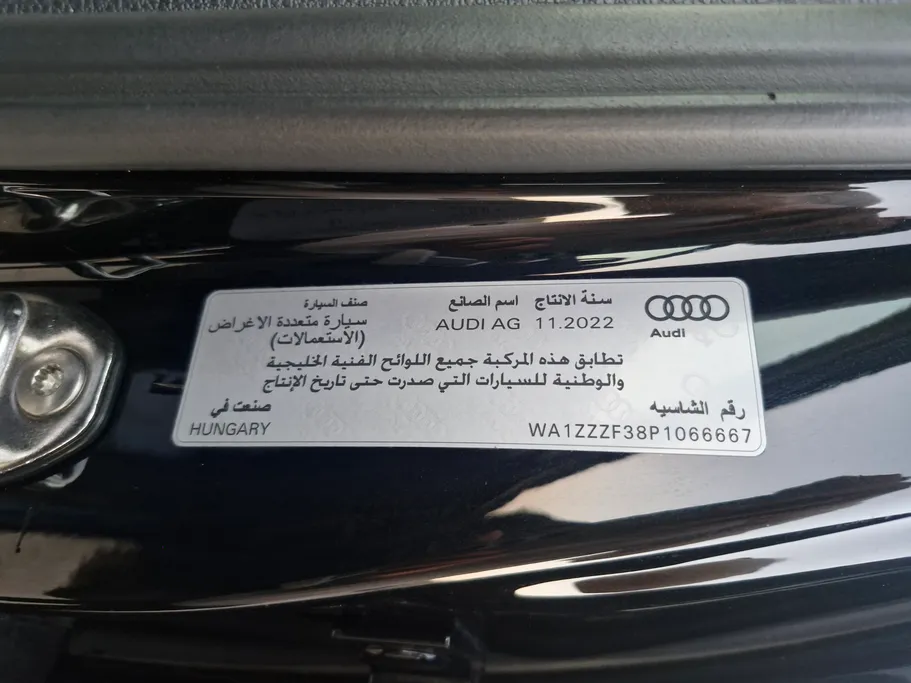 سنة الانتاج اسم الصانع صنف السيارة
AUDI AG 11.2022 سيارة متعددة الاغراض
(الاستعمالات)
Audi
تطابق هذه المركبة جميع اللوائح الفنية الخليجية
والوطنية للسيارات التي صدرت حتى تاريخ الإنتاج
رقم الشاسيه صنعت في
WA1ZZZF38P1066667 HUNGARY